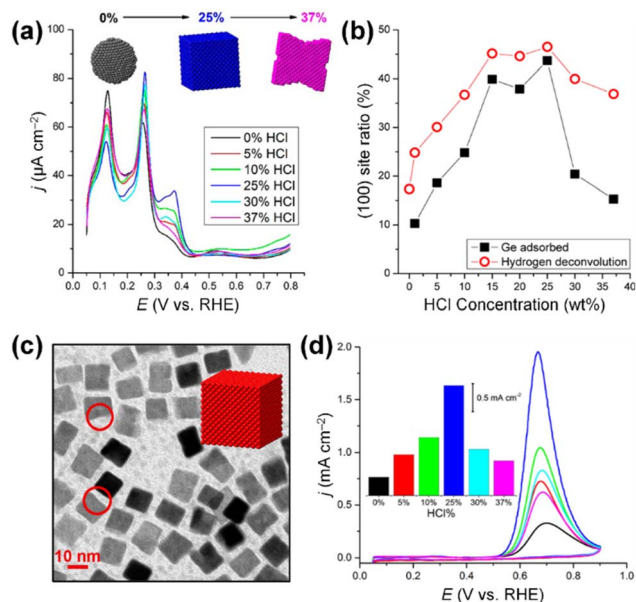 (a)
0% 25% 37%
100
80
60
40
20
0
j (μA cm⁻²)
0% HCl
5% HCl
10% HCl
25% HCl
30% HCl
37% HCl
0.0 0.1 0.2 0.3 0.4 0.5 0.6 0.7 0.8
E (V vs. RHE)
(b)
50
40
30
20
10
0
(100) site ratio (%)
Ge adsorbed
Hydrogen deconvolution
0 5 10 15 20 25 30 35 40
HCl Concentration (wt%)
(c)
10 nm
(d)
2.0
1.5
1.0
0.5
0.0
j (mA cm⁻²)
0.5 mA cm⁻²
0% 5% 10% 25% 30% 37%
HCl%
0.0 0.2 0.4 0.6 0.8 1.0
E (V vs. RHE)